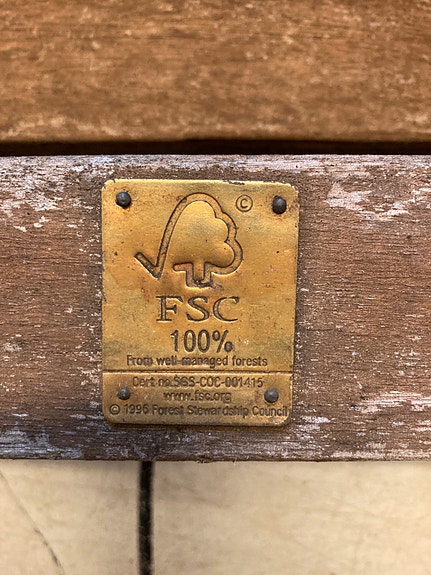 ©
FSC
100%
From well-managed forests
Cert no.SGS-COC-001415
www.fsc.org
© 1996 Forest Stewardship Council